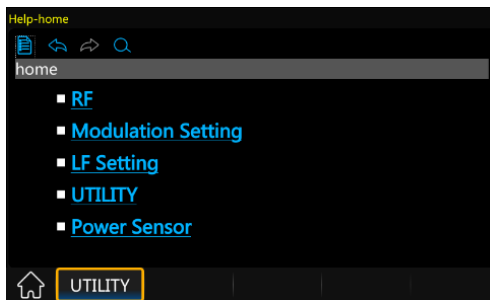 Help-home
home
RF
Modulation Setting
LF Setting
UTILITY
Power Sensor
UTILITY